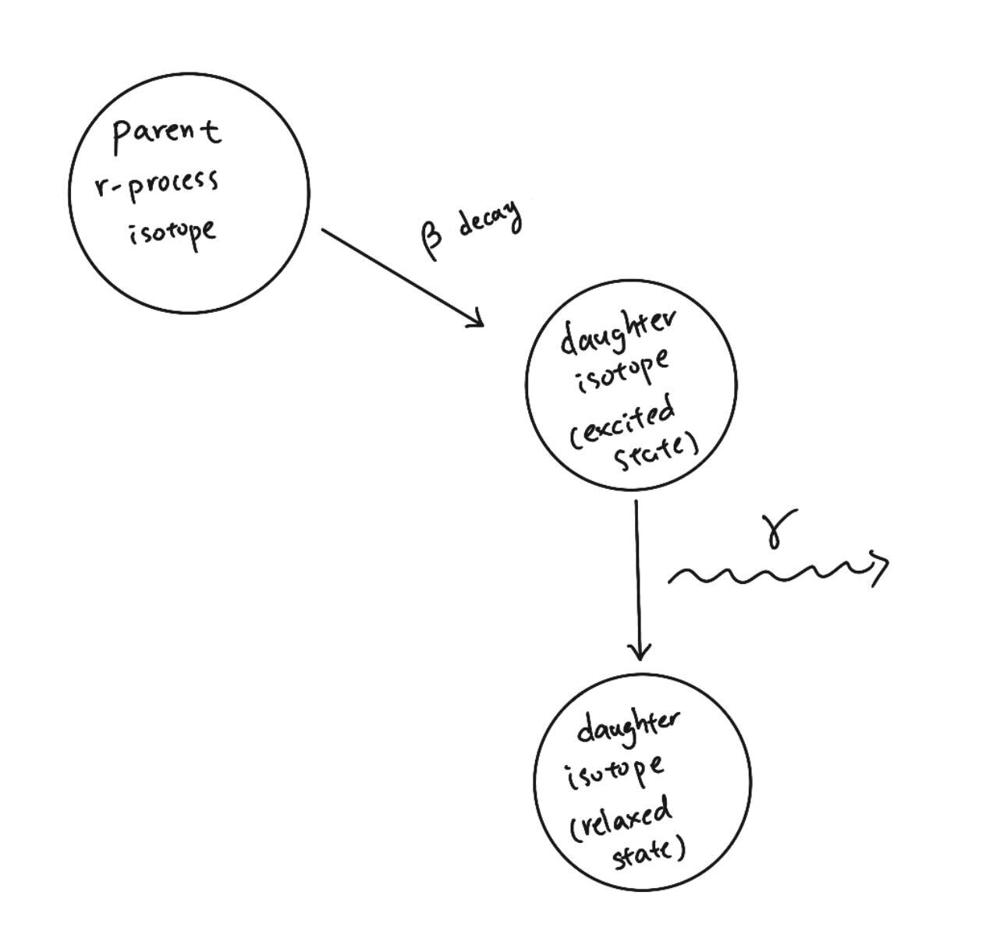 parent
r-process
isotope
β decay
daughter
isotope
(excited
state)
γ
daughter
isotope
(relaxed
state)